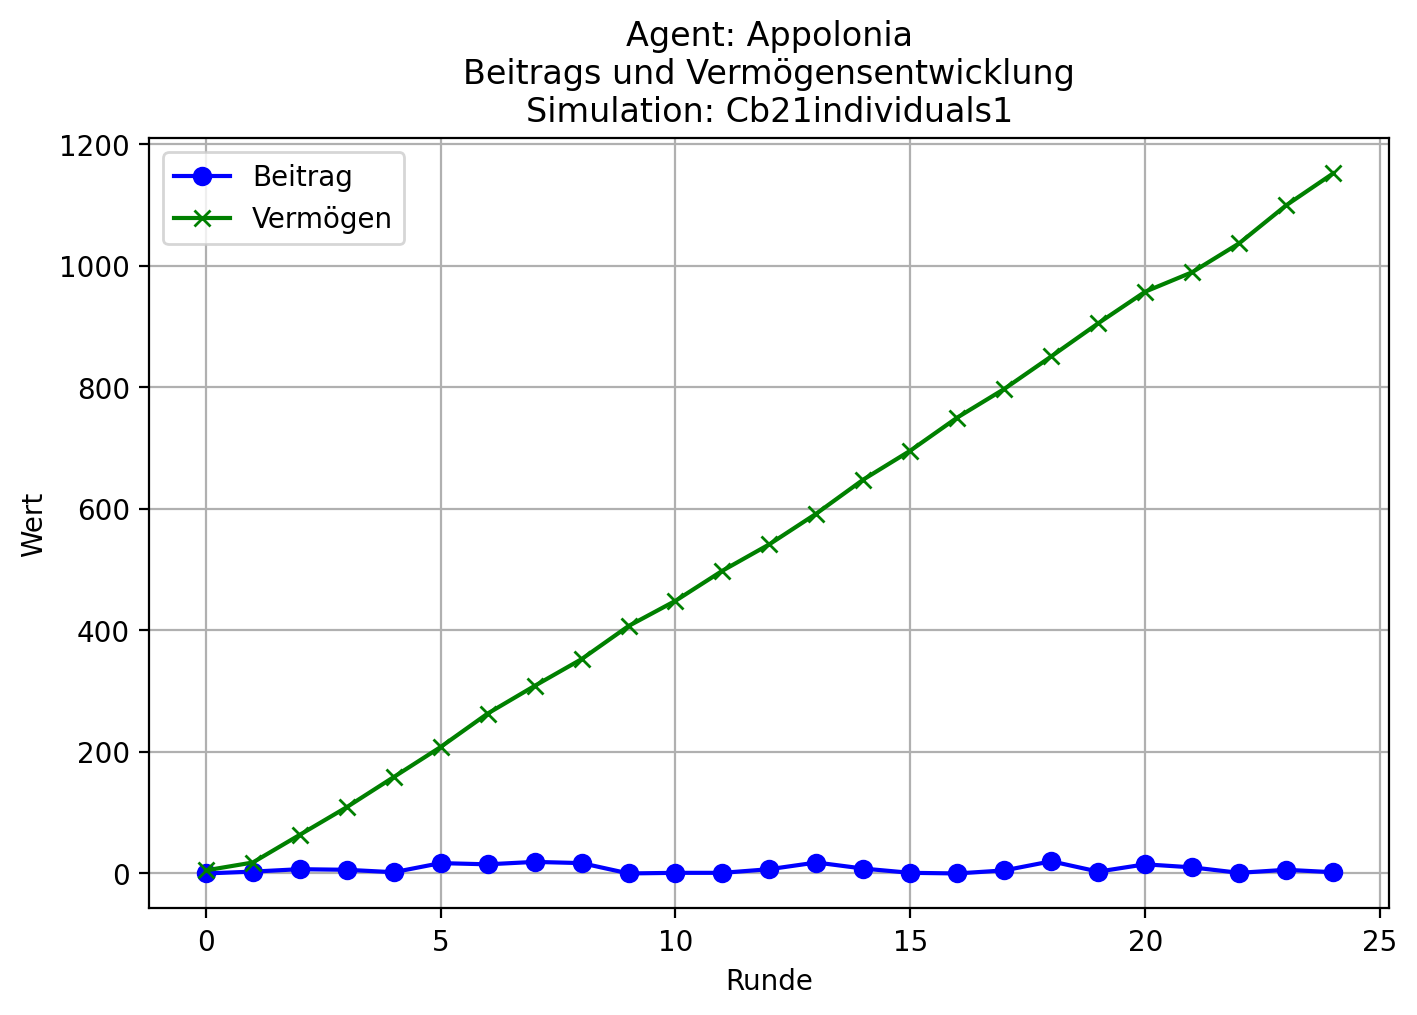 Agent: Appolonia
Beitrags und Vermögensentwicklung
Simulation: Cb21individuals1
1200
1000
800
600
400
200
0
Wert
Beitrag
Vermögen
0 5 10 15 20 25
Runde